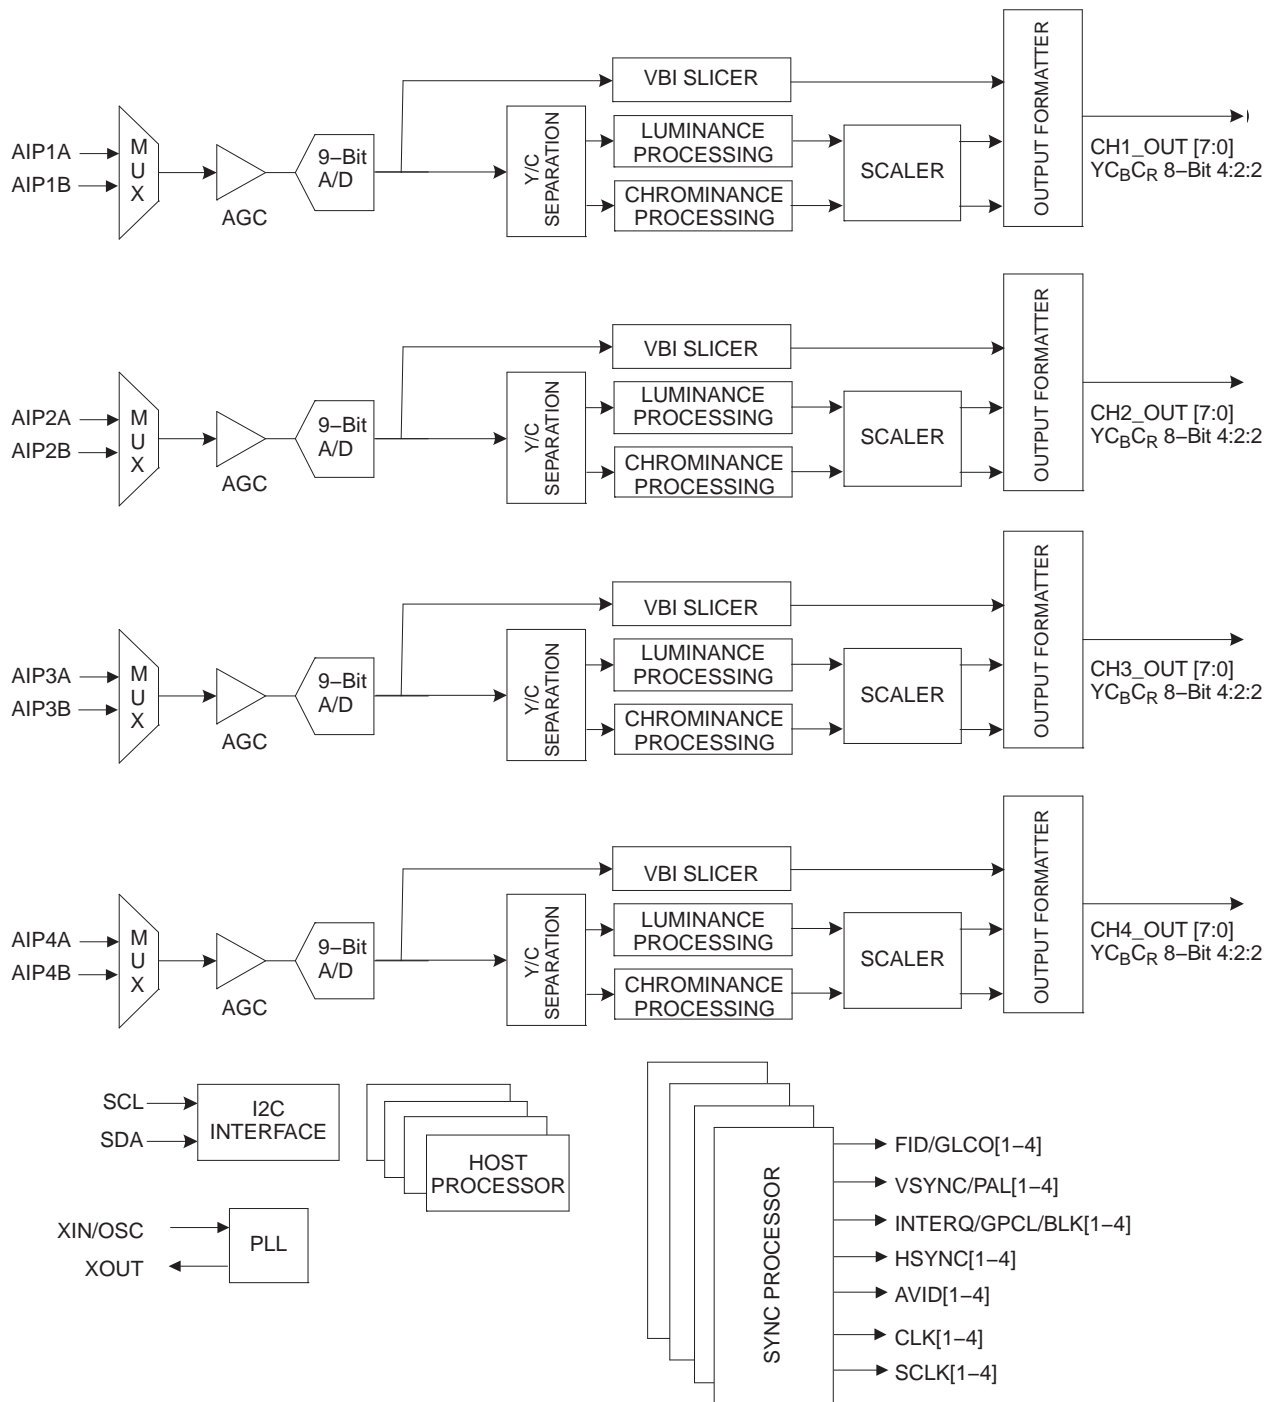 VBI SLICER
OUTPUT FORMATTER
AIP1A
AIP1B
M
U
X
AGC
9–Bit
A/D
Y/C
SEPARATION
LUMINANCE
PROCESSING
CHROMINANCE
PROCESSING
SCALER
CH1_OUT [7:0]
YCBCR 8–Bit 4:2:2
VBI SLICER
OUTPUT FORMATTER
AIP2A
AIP2B
M
U
X
AGC
9–Bit
A/D
Y/C
SEPARATION
LUMINANCE
PROCESSING
CHROMINANCE
PROCESSING
SCALER
CH2_OUT [7:0]
YCBCR 8–Bit 4:2:2
VBI SLICER
OUTPUT FORMATTER
AIP3A
AIP3B
M
U
X
AGC
9–Bit
A/D
Y/C
SEPARATION
LUMINANCE
PROCESSING
CHROMINANCE
PROCESSING
SCALER
CH3_OUT [7:0]
YCBCR 8–Bit 4:2:2
VBI SLICER
OUTPUT FORMATTER
AIP4A
AIP4B
M
U
X
AGC
9–Bit
A/D
Y/C
SEPARATION
LUMINANCE
PROCESSING
CHROMINANCE
PROCESSING
SCALER
CH4_OUT [7:0]
YCBCR 8–Bit 4:2:2
SCL
SDA
I2C
INTERFACE
HOST
PROCESSOR
XIN/OSC
XOUT
PLL
SYNC PROCESSOR
FID/GLCO[1–4]
VSYNC/PAL[1–4]
INTERQ/GPCL/BLK[1–4]
HSYNC[1–4]
AVID[1–4]
CLK[1–4]
SCLK[1–4]